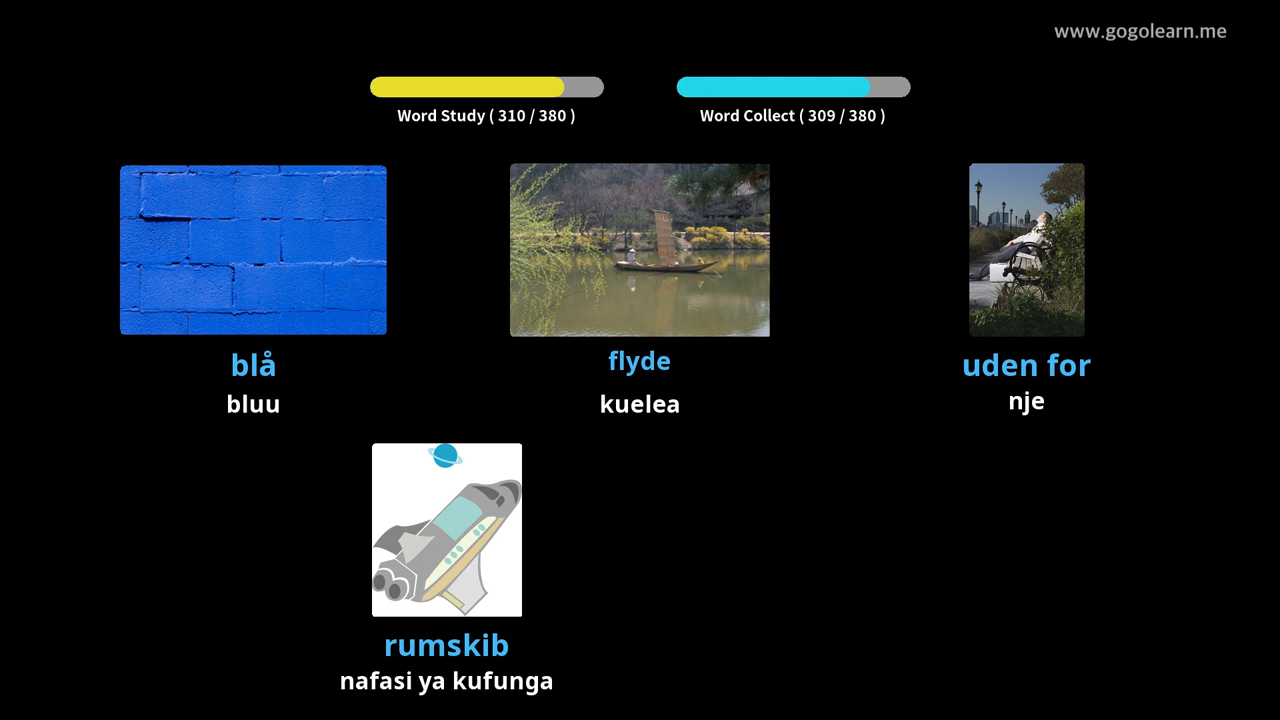 www.gogolearn.me
Word Study ( 310 / 380 )
Word Collect ( 309 / 380 )
blå
flyde
uden for
bluu
kuelea
nje
rumskib
nafasi ya kufunga